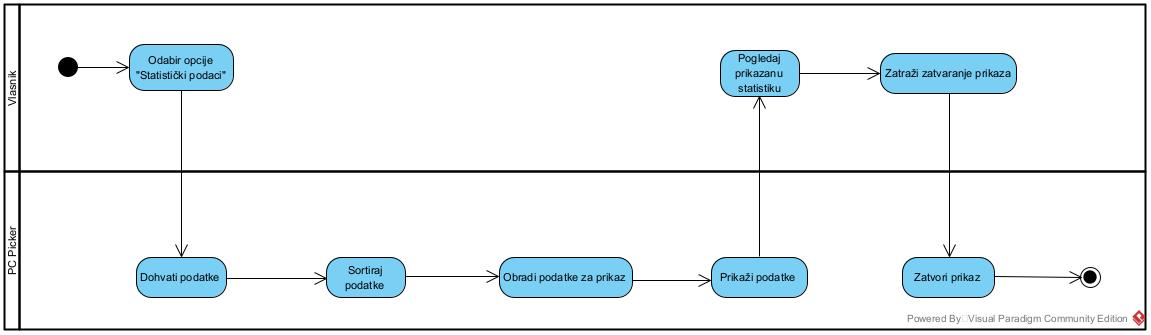 Vlasnik
Odabir opcije
"Statistički podaci"
Pogledaj
prikazanu
statistiku
Zatraži zatvaranje prikaza
PC Picker
Dohvati podatke
Sortiraj
podatke
Obradi podatke za prikaz
Prikaži podatke
Zatvori prikaz
Powered By Visual Paradigm Community Edition